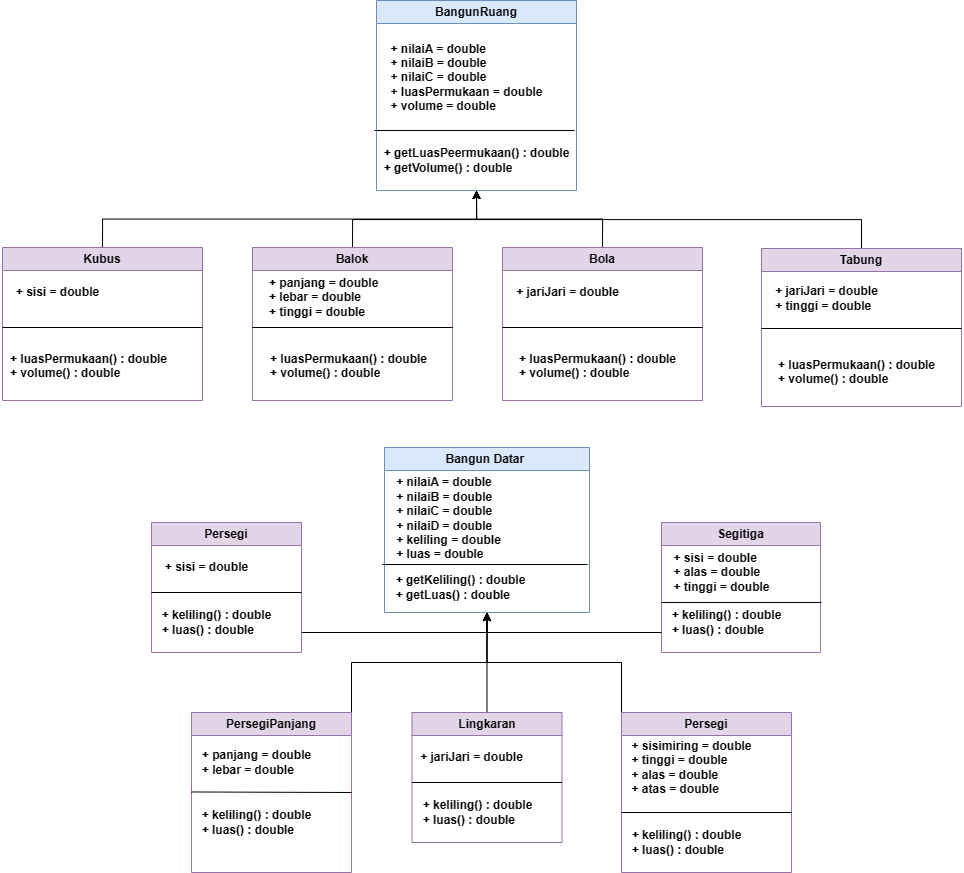 BangunRuang
+ nilaiA = double
+ nilaiB = double
+ nilaiC = double
+ luasPermukaan = double
+ volume = double
+ getLuasPeermukaan() : double
+ getVolume() : double
Kubus
+ sisi = double
+ luasPermukaan() : double
+ volume() : double
Balok
+ panjang = double
+ lebar = double
+ tinggi = double
+ luasPermukaan() : double
+ volume() : double
Bola
+ jariJari = double
+ luasPermukaan() : double
+ volume() : double
Tabung
+ jariJari = double
+ tinggi = double
+ luasPermukaan() : double
+ volume() : double
Bangun Datar
+ nilaiA = double
+ nilaiB = double
+ nilaiC = double
+ nilaiD = double
+ keliling = double
+ luas = double
+ getKeliling() : double
+ getLuas() : double
Persegi
+ sisi = double
+ keliling() : double
+ luas() : double
Segitiga
+ sisi = double
+ alas = double
+ tinggi = double
+ keliling() : double
+ luas() : double
PersegiPanjang
+ panjang = double
+ lebar = double
+ keliling() : double
+ luas() : double
Lingkaran
+ jariJari = double
+ keliling() : double
+ luas() : double
Persegi
+ sisimiring = double
+ tinggi = double
+ alas = double
+ atas = double
+ keliling() : double
+ luas() : double